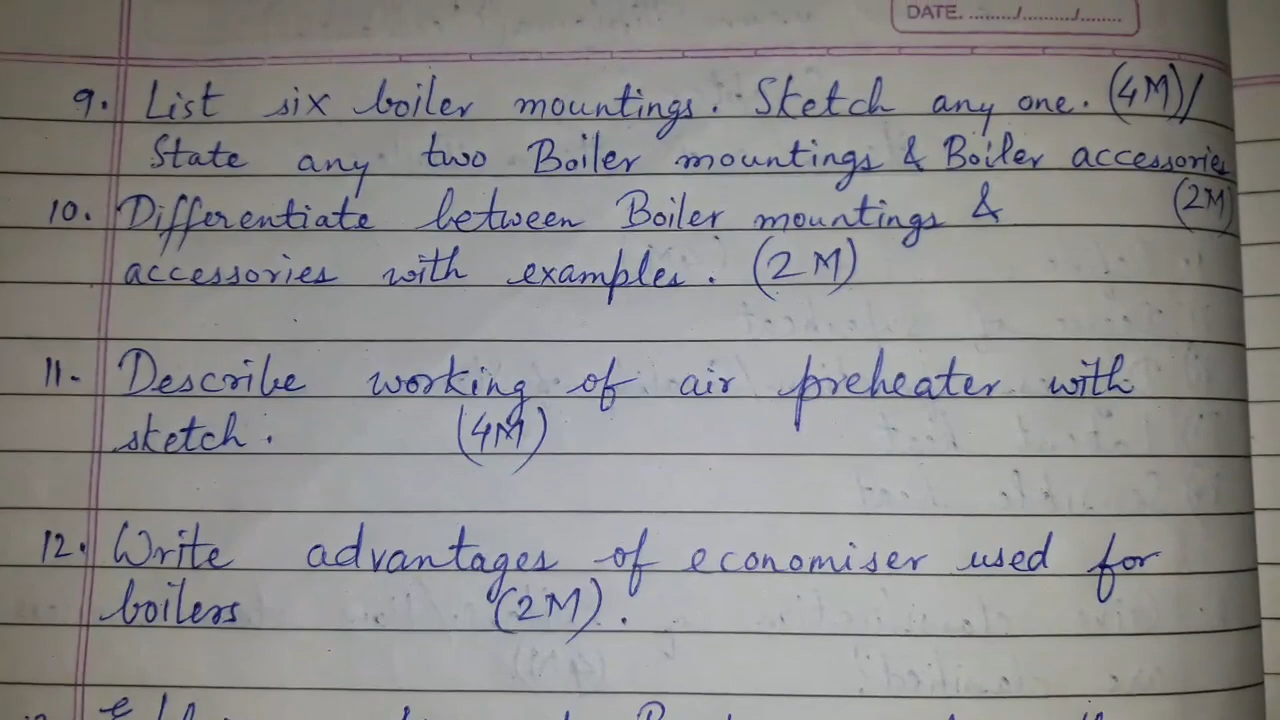 DATE. ........./........../........
9. List six boiler mountings. Sketch any one. (4M)/
State any two Boiler mountings & Boiler accessories
10. Differentiate between Boiler mountings & (2M)
accessories with examples. (2M)
11. Describe working of air preheater with
sketch. (4M)
12. Write advantages of economiser used for
boilers (2M).